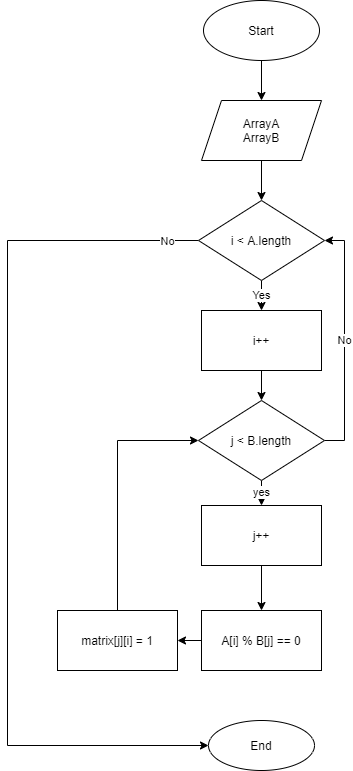 Start
ArrayA
ArrayB
No
i < A.length
Yes
i++
No
j < B.length
yes
j++
matrix[j][i] = 1
A[i] % B[j] == 0
End